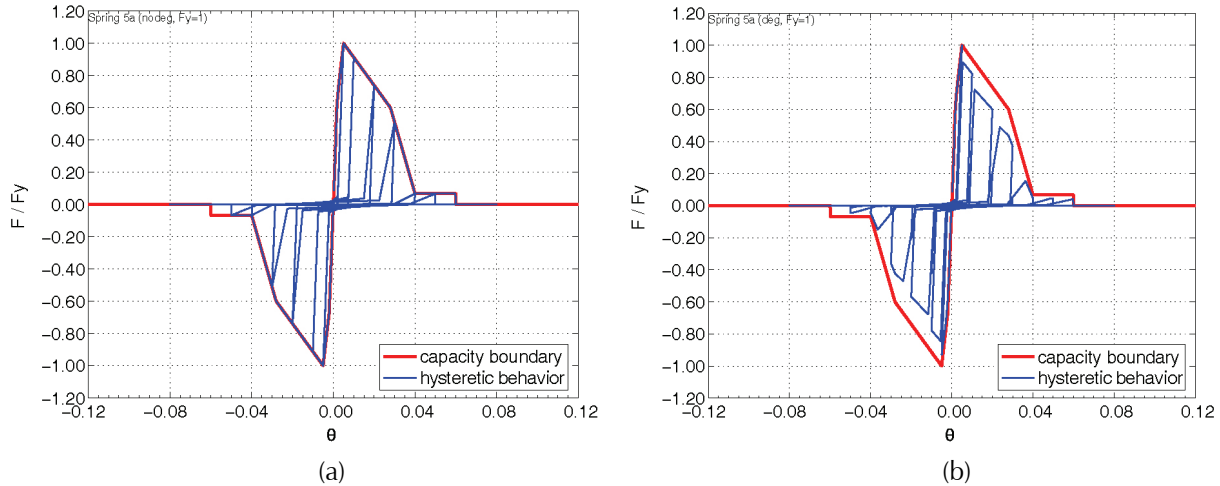 Spring 5a (nodeg, Fy=1)
1.20
1.00
0.80
0.60
0.40
0.20
0.00
−0.20
−0.40
−0.60
−0.80
−1.00
−1.20
F / Fy
capacity boundary
hysteretic behavior
−0.12 −0.08 −0.04 0.00 0.04 0.08 0.12
θ
(a)
Spring 5a (deg, Fy=1)
1.20
1.00
0.80
0.60
0.40
0.20
0.00
−0.20
−0.40
−0.60
−0.80
−1.00
−1.20
F / Fy
capacity boundary
hysteretic behavior
−0.12 −0.08 −0.04 0.00 0.04 0.08 0.12
θ
(b)